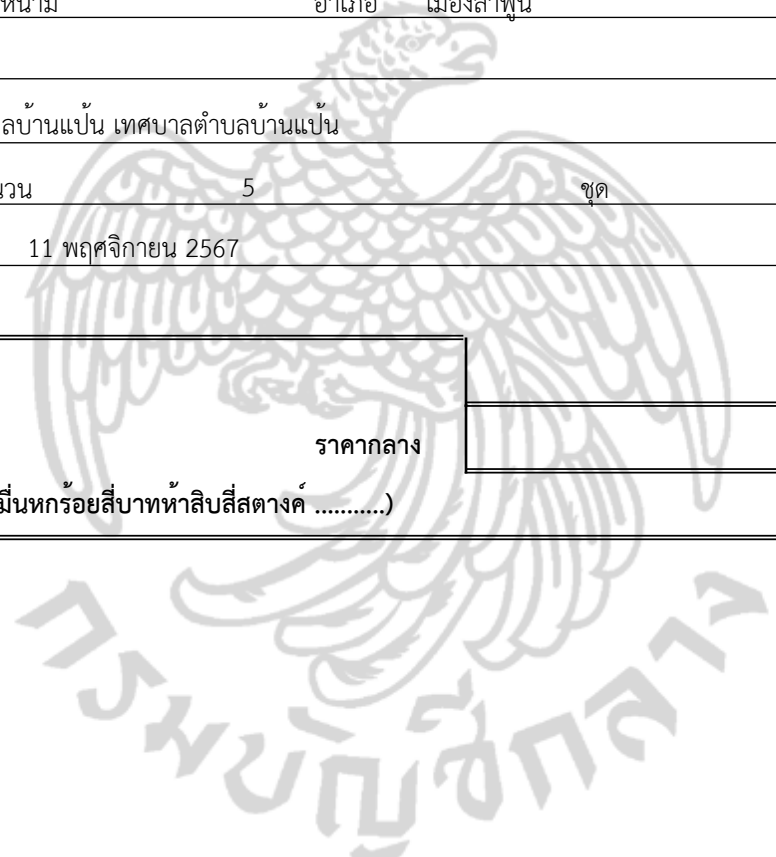 อำเภอ เมืองลำพูน
ลบ้านแป้น เทศบาลตำบลบ้านแป้น
นวน 5 ชุด
11 พฤศจิกายน 2567
ราคากลาง
มื่นหกร้อยสี่บาทห้าสิบสี่สตางค์ ...........)
กรมบัญชีกลาง